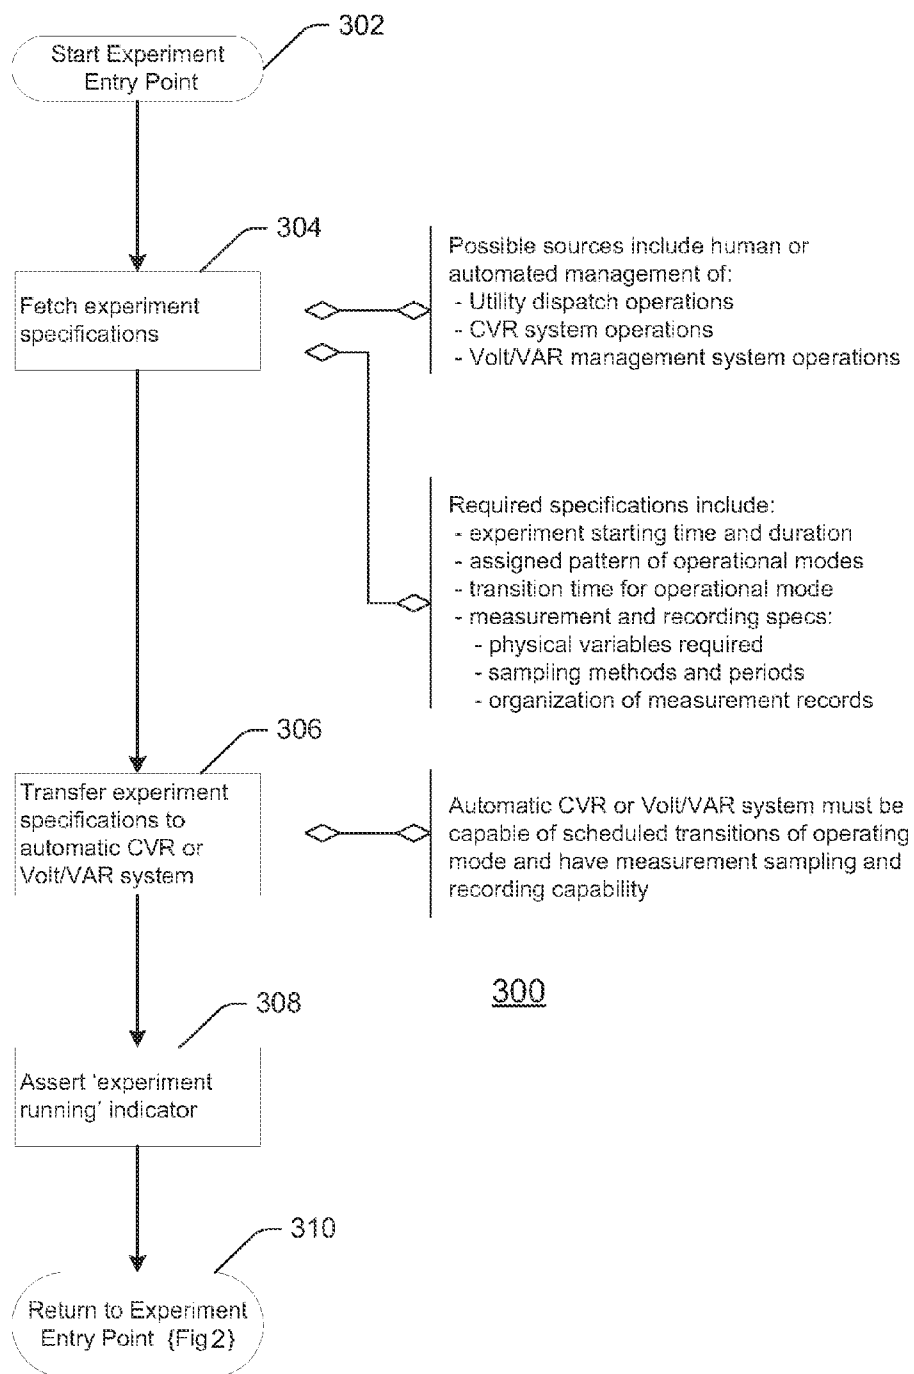 302
Start Experiment
Entry Point
304
Fetch experiment
specifications
Possible sources include human or
automated management of:
- Utility dispatch operations
- CVR system operations
- Volt/VAR management system operations
Required specifications include:
- experiment starting time and duration
- assigned pattern of operational modes
- transition time for operational mode
- measurement and recording specs:
- physical variables required
- sampling methods and periods
- organization of measurement records
306
Transfer experiment
specifications to
automatic CVR or
Volt/VAR system
Automatic CVR or Volt/VAR system must be
capable of scheduled transitions of operating
mode and have measurement sampling and
recording capability
300
308
Assert ‘experiment
running’ indicator
310
Return to Experiment
Entry Point {Fig2}